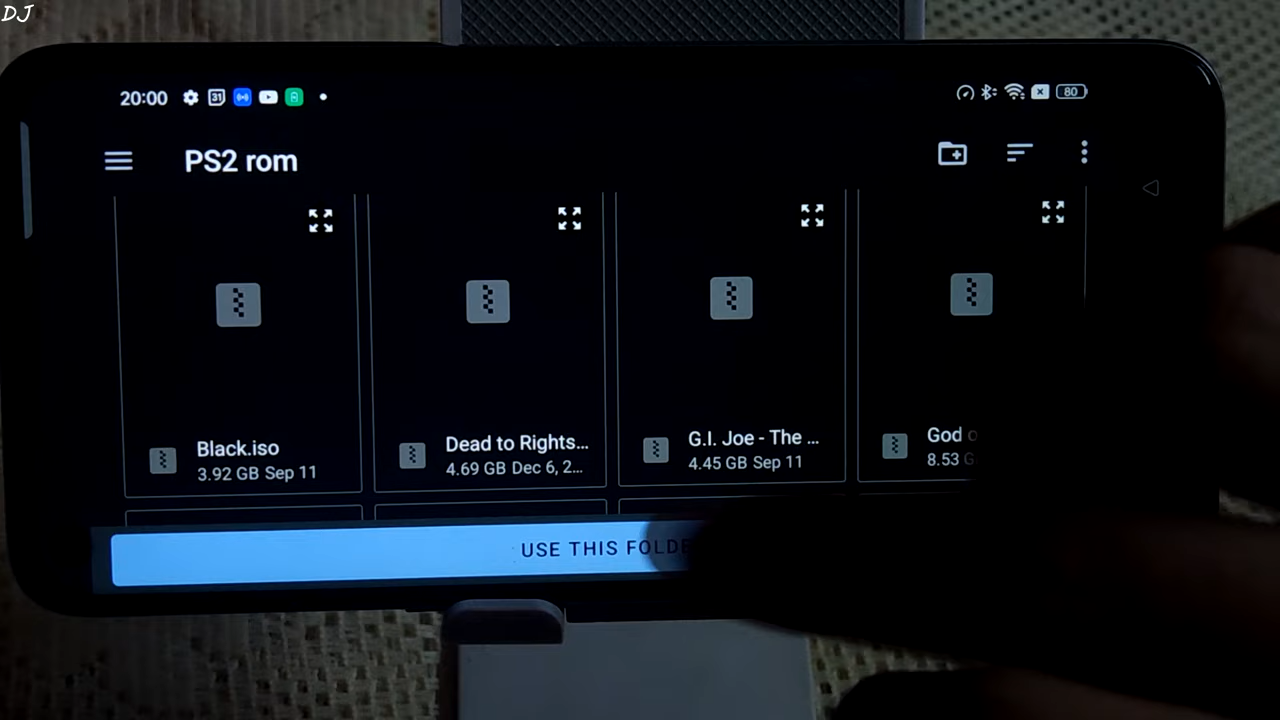 DJ
20:00
31
80
PS2 rom
Black.iso
3.92 GB Sep 11
Dead to Rights...
4.69 GB Dec 6, 2...
G.I. Joe - The ...
4.45 GB Sep 11
God
8.53
USE THIS FOLDE